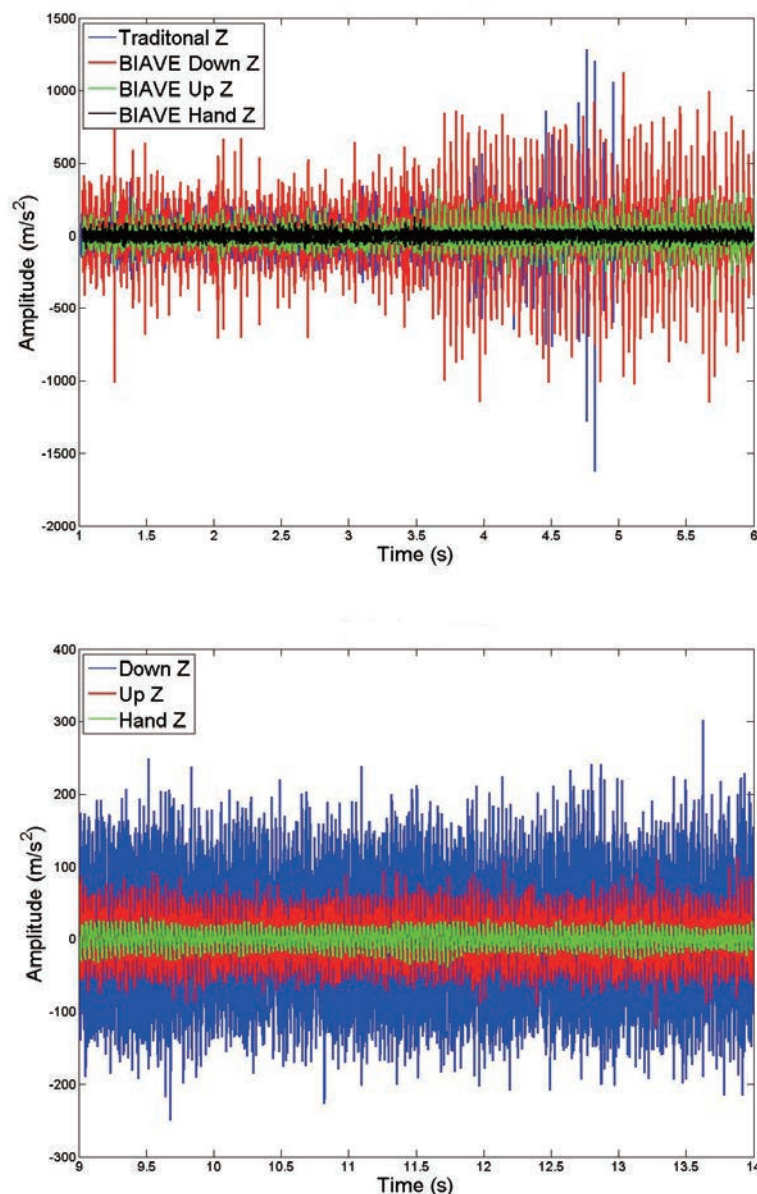 Traditonal Z
BIAVE Down Z
BIAVE Up Z
BIAVE Hand Z
1500
1000
500
0
-500
-1000
-1500
-2000
Amplitude (m/s²)
1 1.5 2 2.5 3 3.5 4 4.5 5 5.5 6
Time (s)
Down Z
Up Z
Hand Z
400
300
200
100
0
-100
-200
-300
Amplitude (m/s²)
9 9.5 10 10.5 11 11.5 12 12.5 13 13.5 14
Time (s)